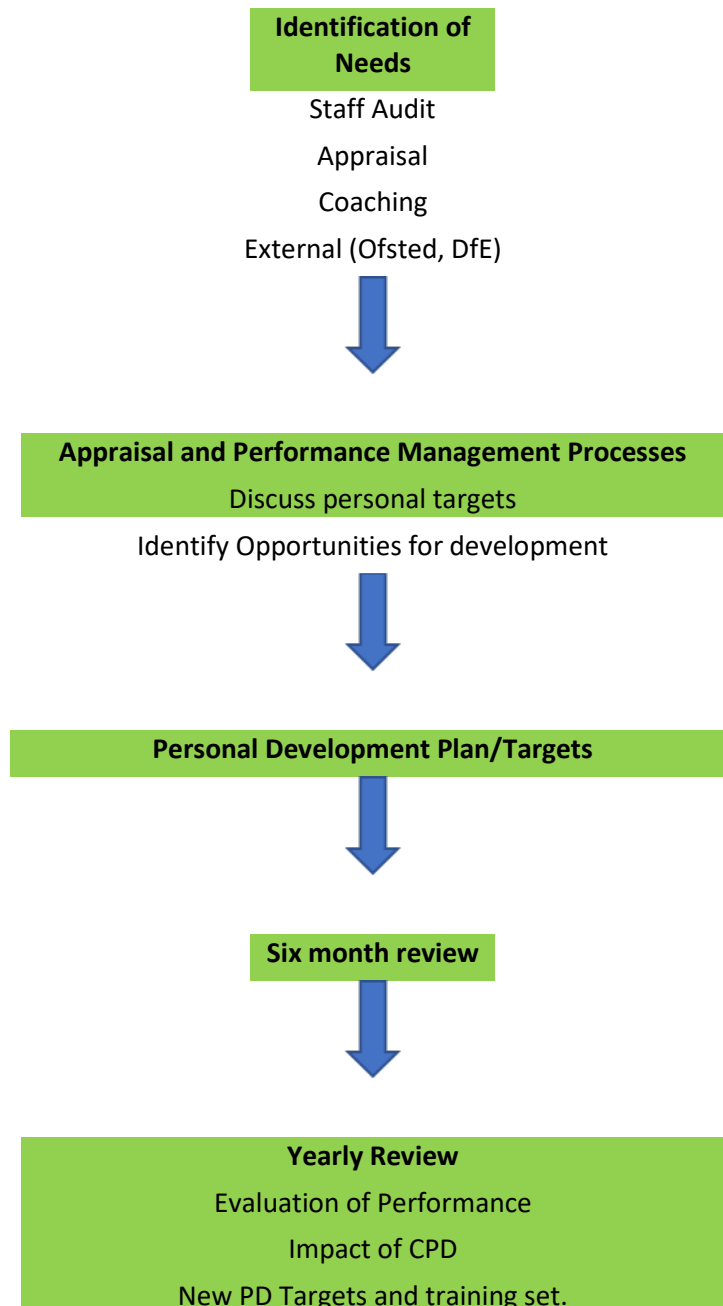 Identification of
Needs
Staff Audit
Appraisal
Coaching
External (Ofsted, DfE)
Appraisal and Performance Management Processes
Discuss personal targets
Identify Opportunities for development
Personal Development Plan/Targets
Six month review
Yearly Review
Evaluation of Performance
Impact of CPD
New PD Targets and training set.